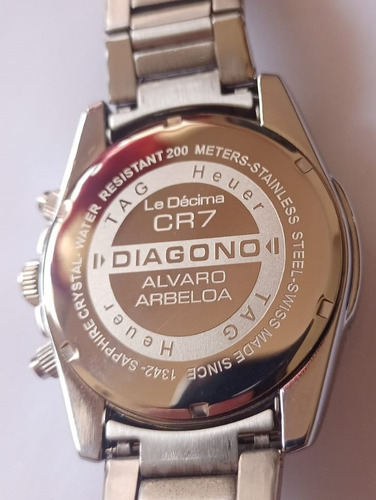 WATER RESISTANT 200 METERS-STAINLESS STEEL-SWISS MADE SINCE 1342-SAPPHIRE CRYSTAL-
TAG Heuer
TAG Heuer
Le Décima
CR7
DIAGONO
ALVARO
ARBELOA